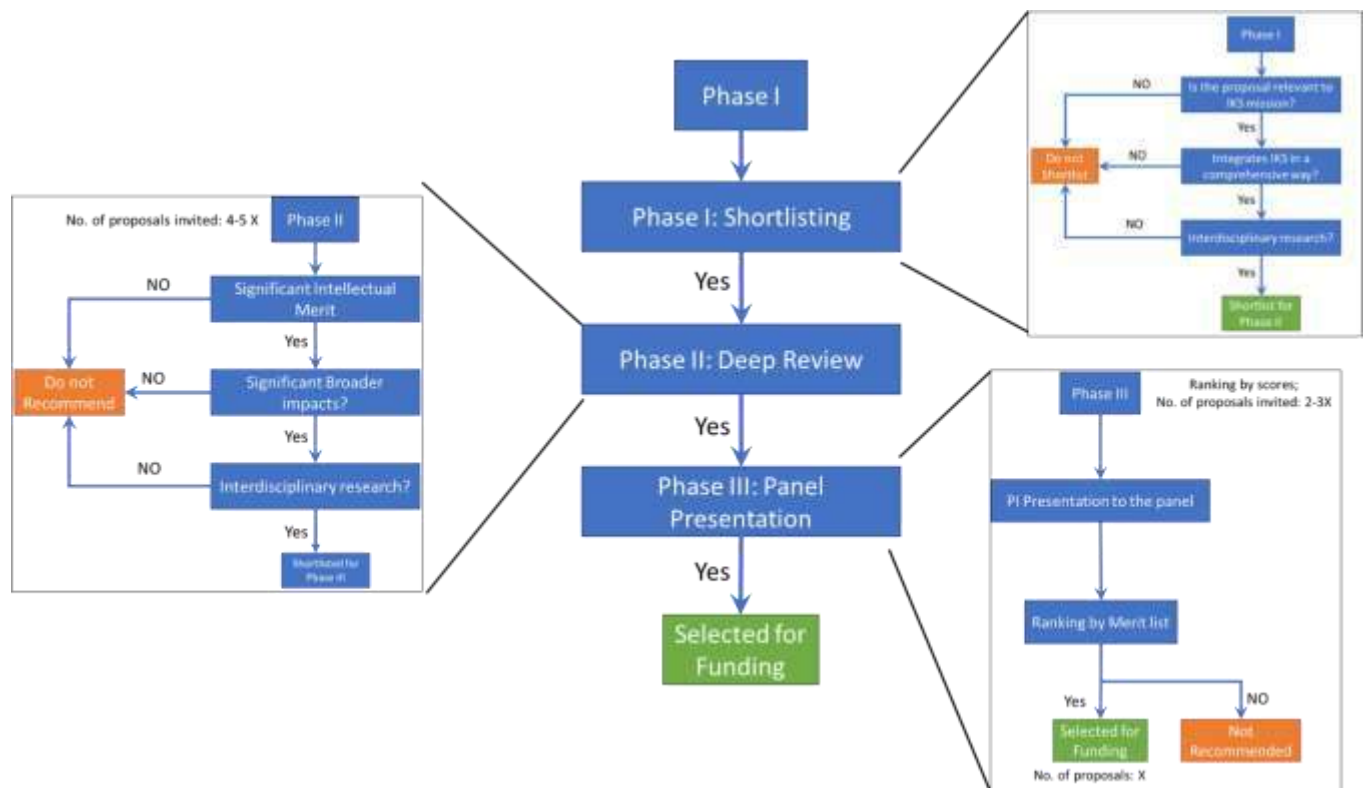 Phase I
Phase I: Shortlisting
Yes
Phase II: Deep Review
Yes
Phase III: Panel
Presentation
Yes
Selected for
Funding
Phase I
Is the proposal relevant to
IKS mission?
NO
Yes
Integrates IKS in a
comprehensive way?
NO
Do not
Shortlist
Yes
Interdisciplinary research?
NO
Yes
Shortlist for
Phase II
No. of proposals invited: 4-5 X
Phase II
Significant Intellectual
Merit
NO
Yes
Significant Broader
impacts?
NO
Do not
Recommend
Yes
Interdisciplinary research?
NO
Yes
Shortlisted for
Phase III
Phase III
Ranking by scores;
No. of proposals invited: 2-3X
PI Presentation to the panel
Ranking by Merit list
Yes
NO
Selected for
Funding
Not
Recommended
No. of proposals: X